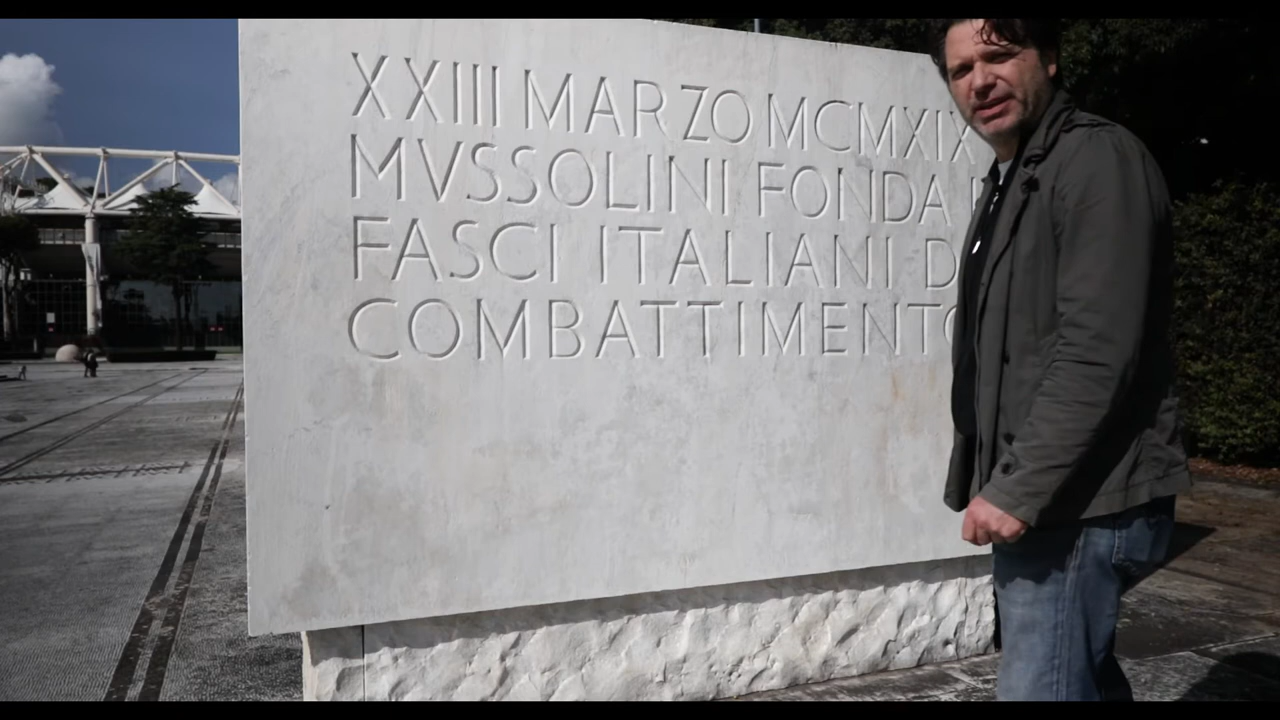 XXIII MARZO MCMXIX
MVSSOLINI FONDA
FASCI ITALIANI D
COMBATTIMENTO